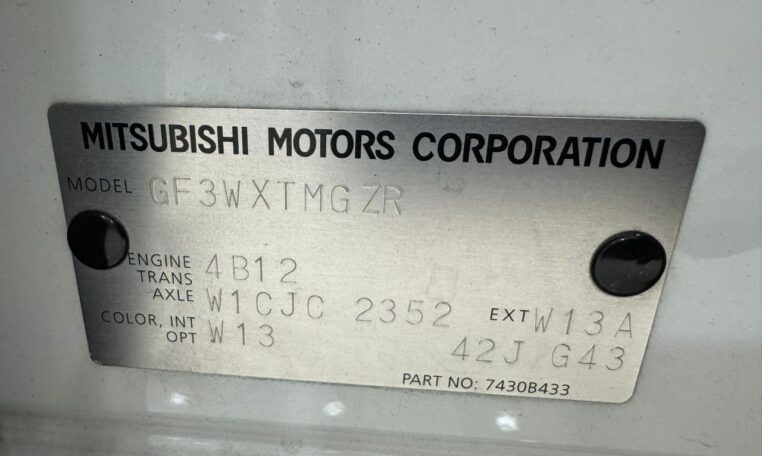 MITSUBISHI MOTORS CORPORATION
MODEL GF3WXTMGZR
ENGINE 4B12
TRANS AXLE W1CJC 2352 EXT W13A
COLOR, INT OPT W13 42J G43
PART NO: 7430B433